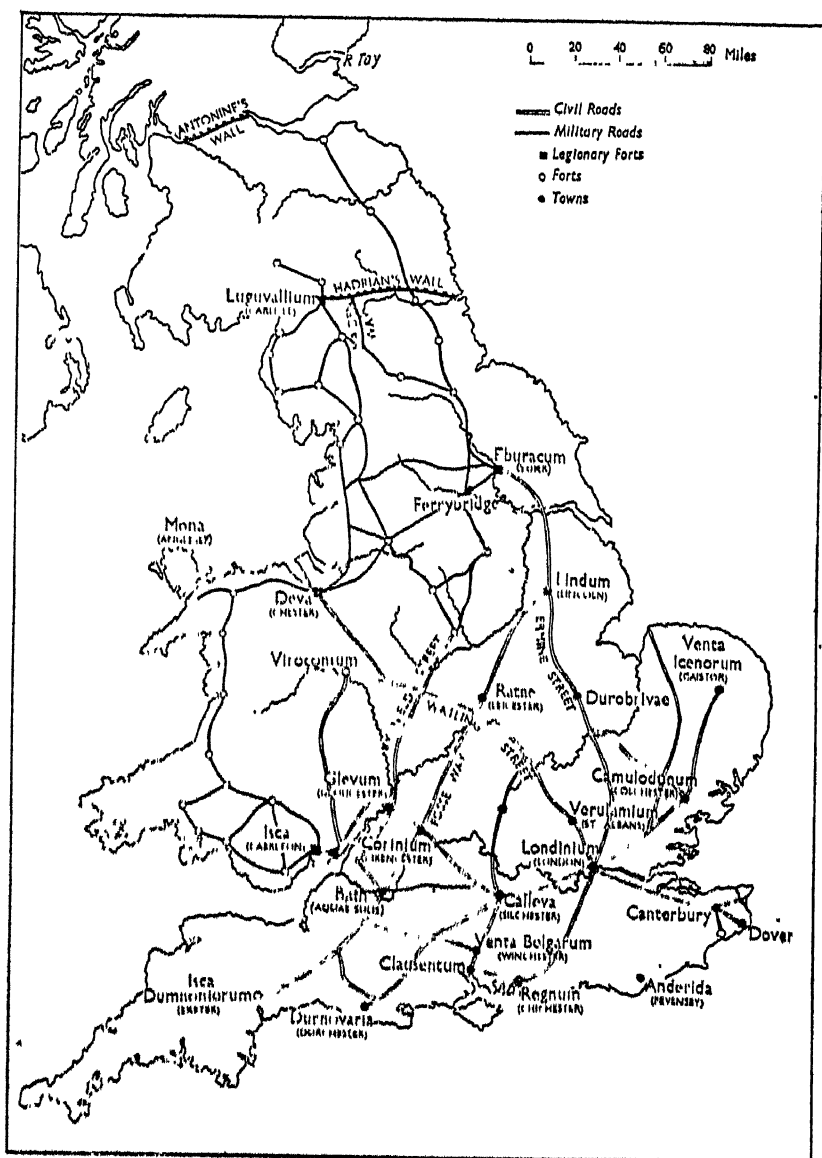 R Tay
0 20 40 60 80 Miles
Civil Roads
Military Roads
Legionary Forts
Forts
Towns
ANTONINE'S
WALL
HADRIAN'S WALL
Luguvallium
Eburacum
(YORK)
Ferrybridge
Mona
Deva
(CHESTER)
Lindum
(LINCOLN)
ERMINE STREET
Viroconium
Venta
Icenorum
(CAISTOR)
Ratae
(LEICESTER)
Durobrivae
WATLING
STREET
FOSSE WAY
Glevum
Camulodunum
(COLCHESTER)
Verulamium
(ST ALBANS)
Isca
(CAERLEON)
Corinium
(CIRENCESTER)
Londinium
(LONDON)
Bath
(AQUAE SULIS)
Calleva
(SILCHESTER)
Canterbury
Dover
Venta Bolgarum
(WINCHESTER)
Clausentum
Isca
Dumnoniorum
(EXETER)
Regnum
(CHICHESTER)
Anderida
(PEVENSEY)
Durnovaria
(DORCHESTER)